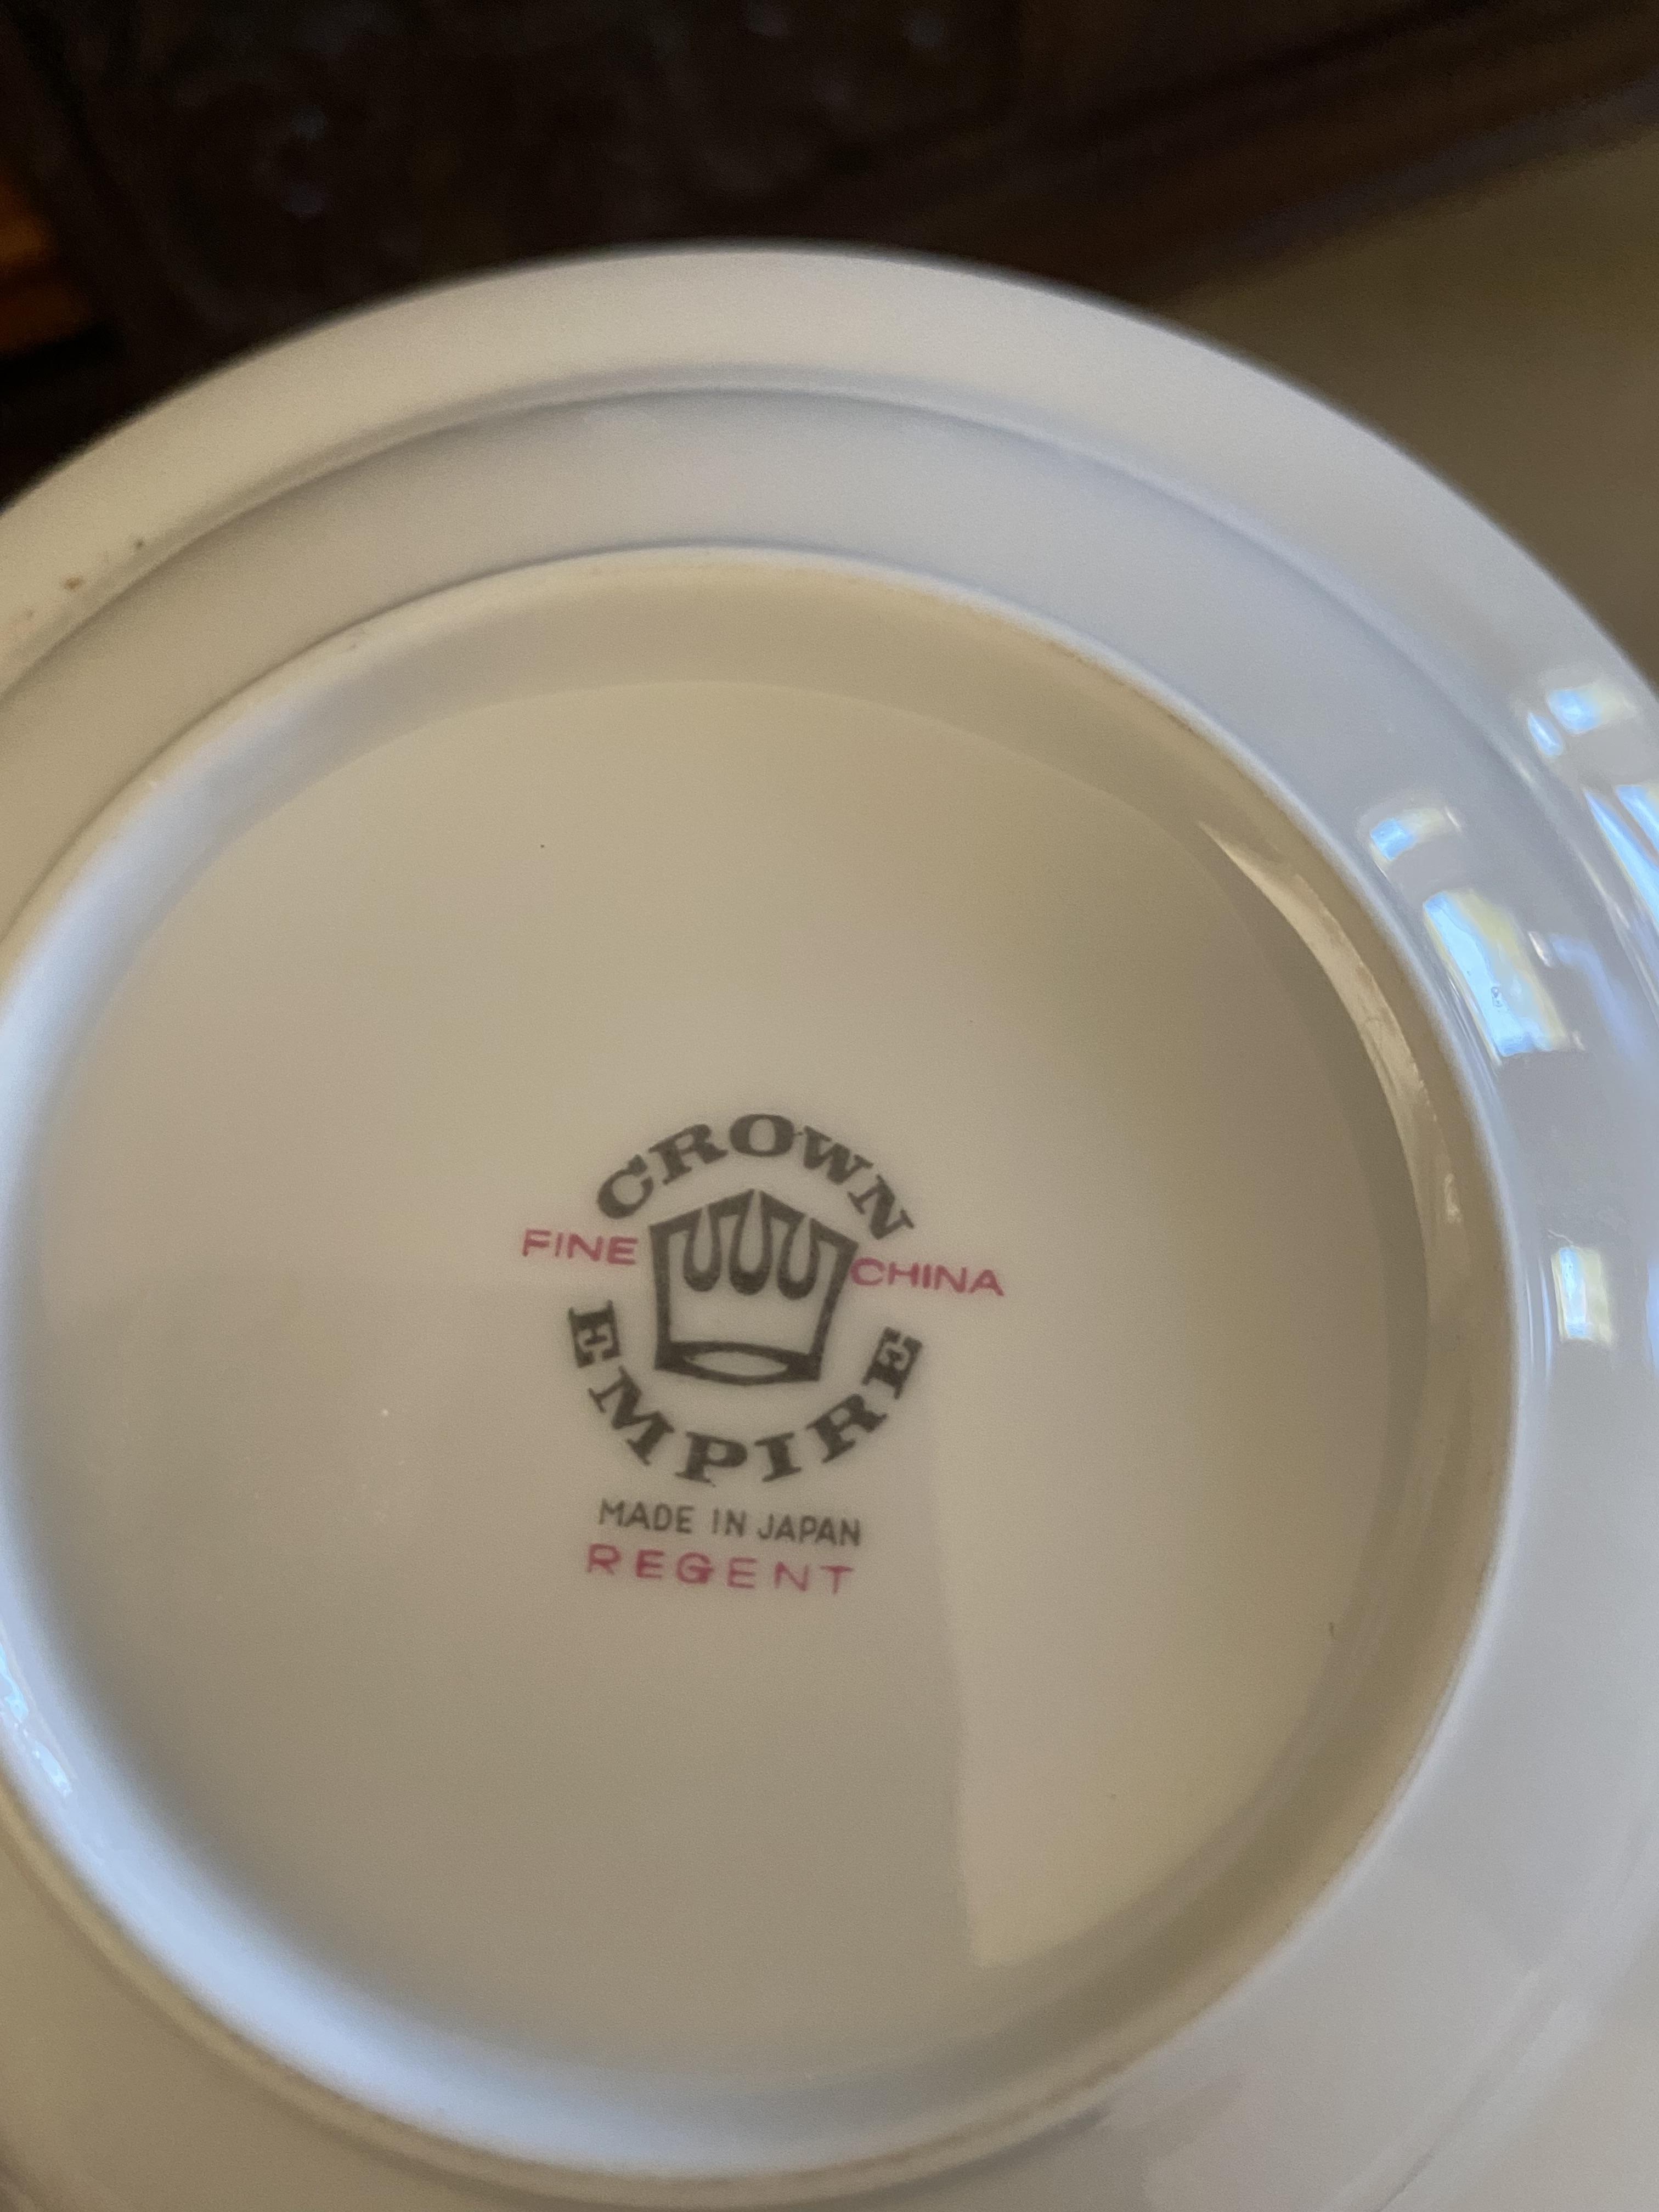 CROWN
FINE CHINA
EMPIRE
MADE IN JAPAN
REGENT